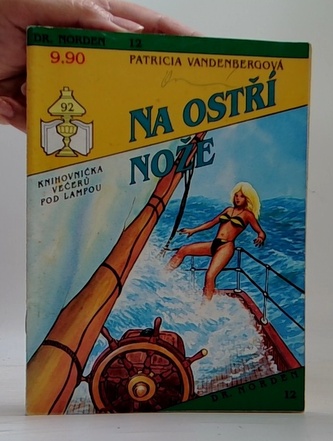 DR. NORDEN 12
9.90
PATRICIA VANDENBERGOVÁ
92
NA OSTŘÍ
NOŽE
KNIHOVNIČKA
VEČERŮ
POD LAMPOU
DR. NORDEN
12